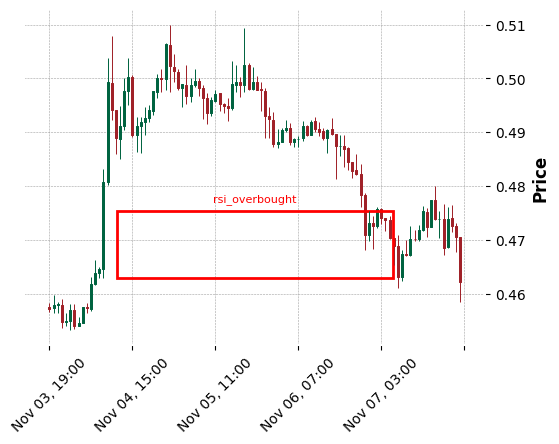 0.51
0.50
0.49
0.48
0.47
0.46
Price
rsi_overbought
Nov 03, 19:00
Nov 04, 15:00
Nov 05, 11:00
Nov 06, 07:00
Nov 07, 03:00